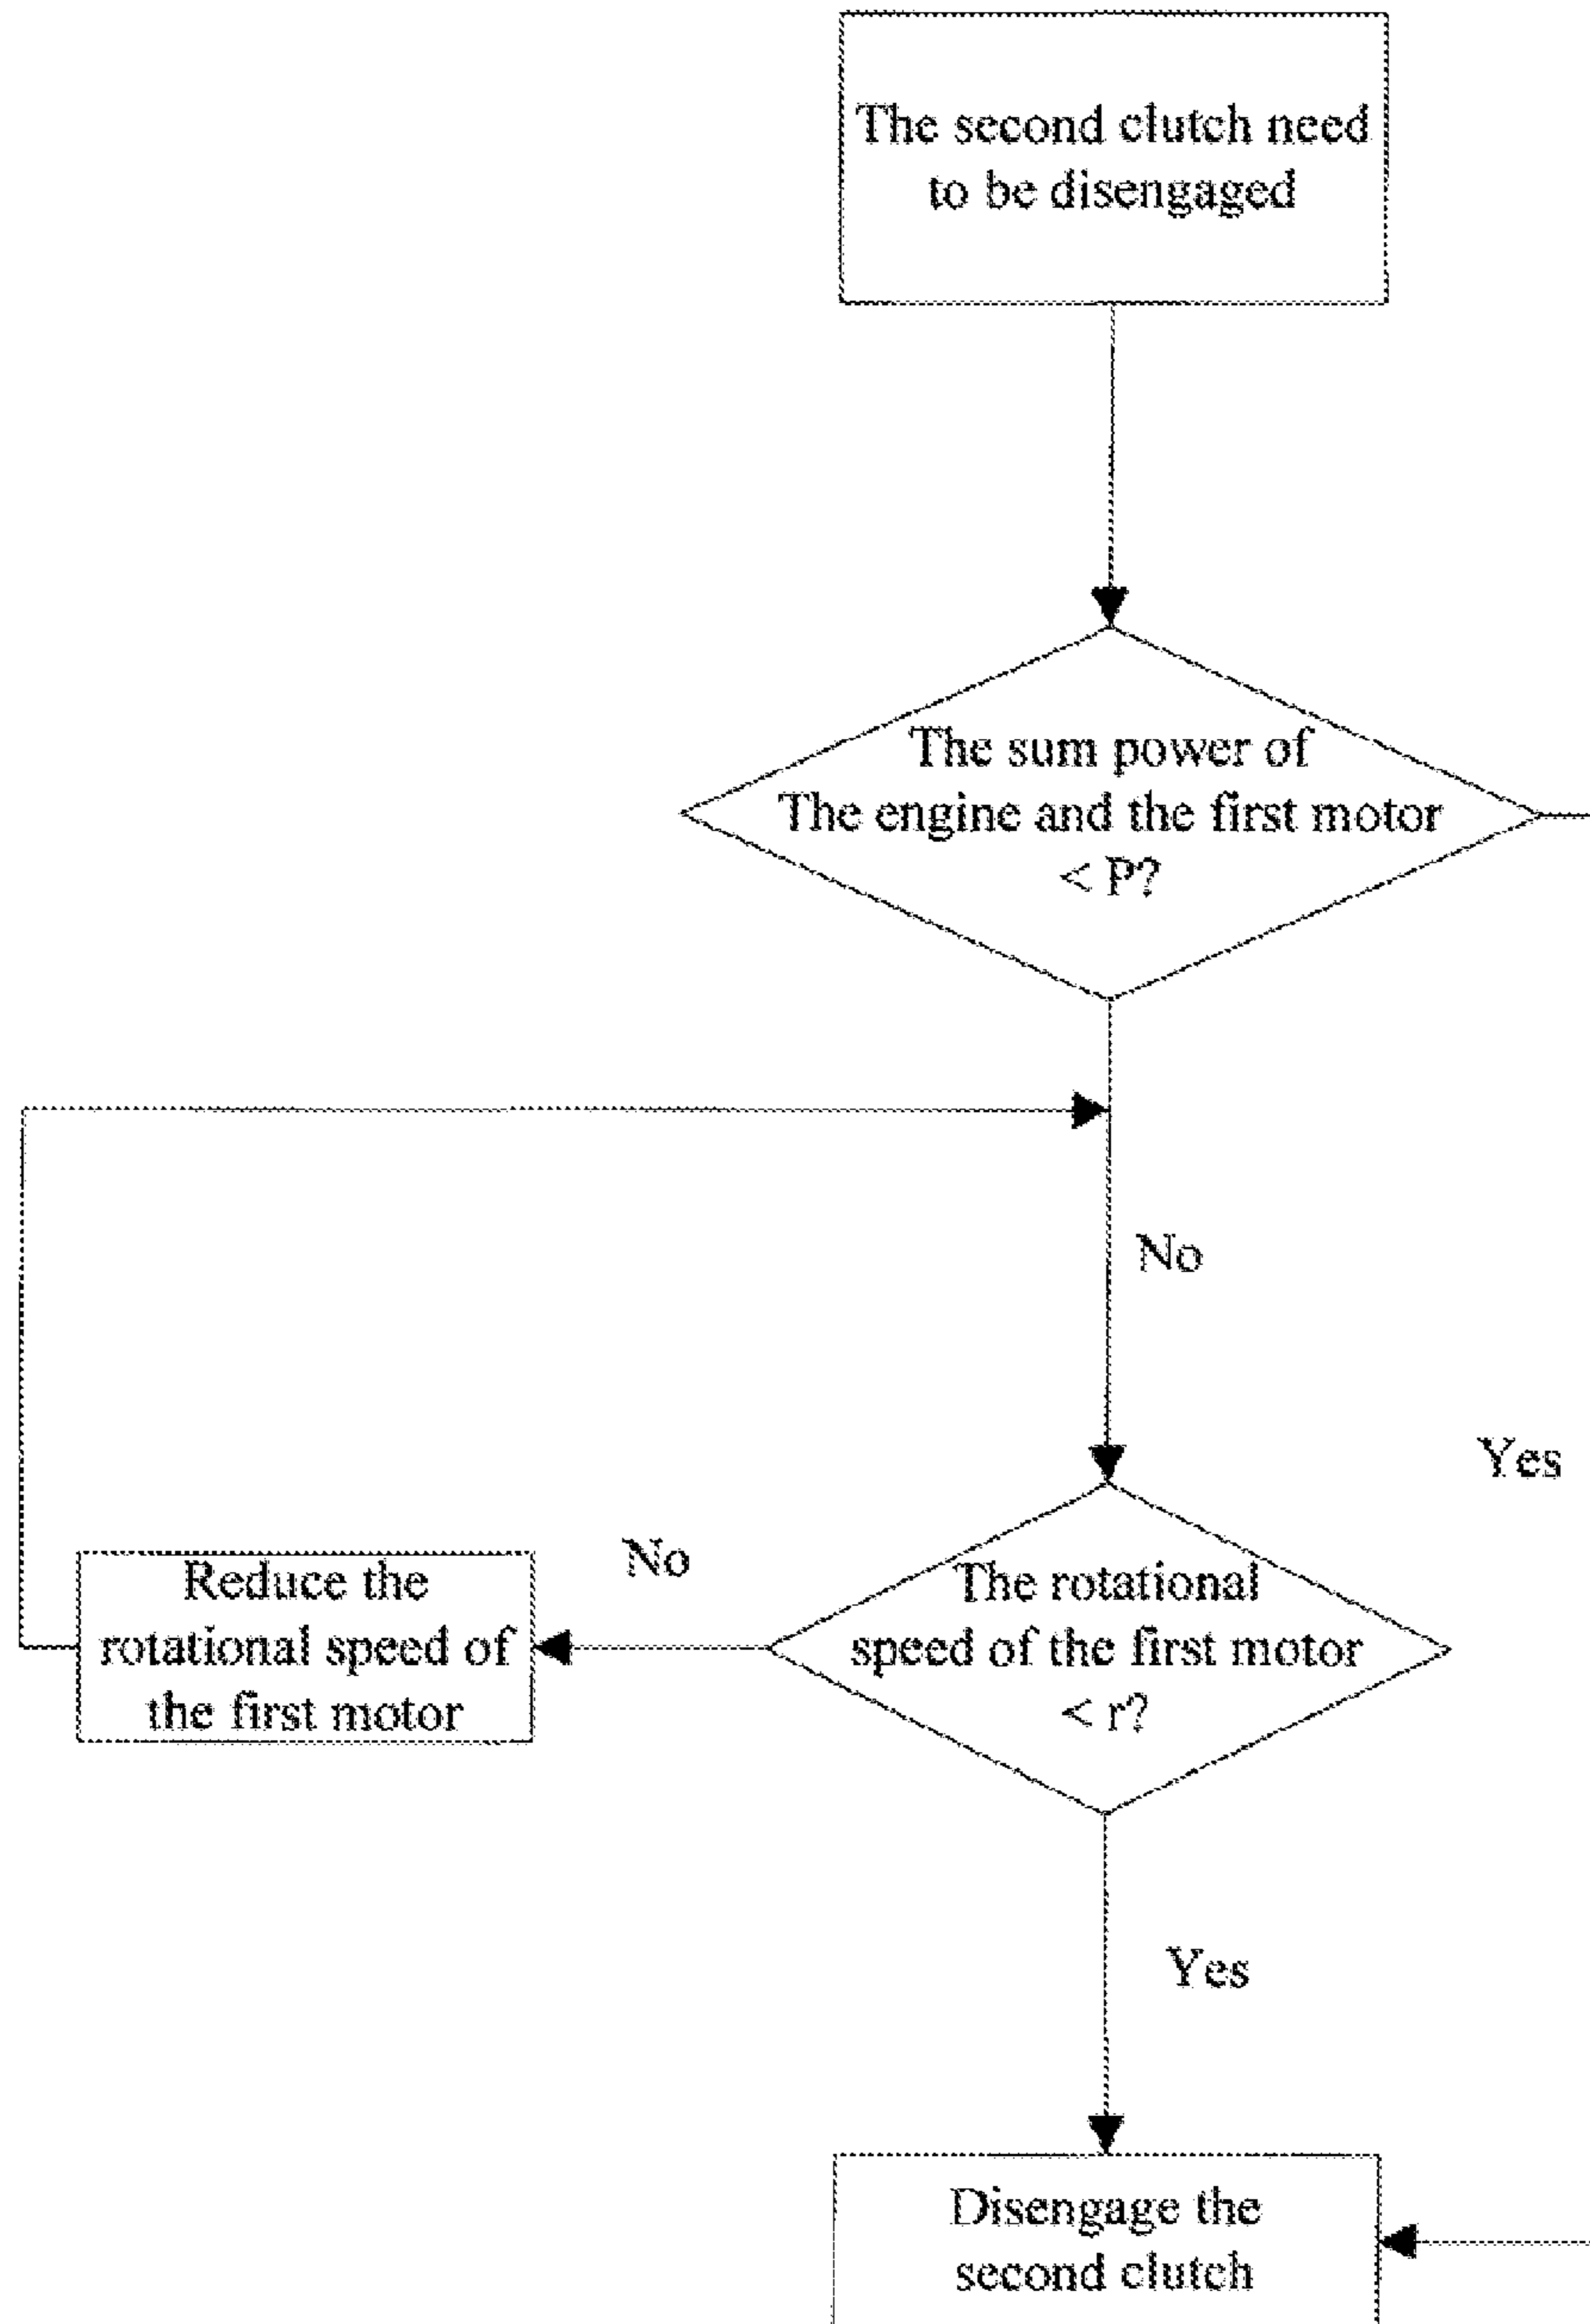 The second clutch need
to be disengaged
The sum power of
The engine and the first motor
< P?
No
Yes
No
Reduce the
rotational speed of
the first motor
The rotational
speed of the first motor
< r?
Yes
Disengage the
second clutch